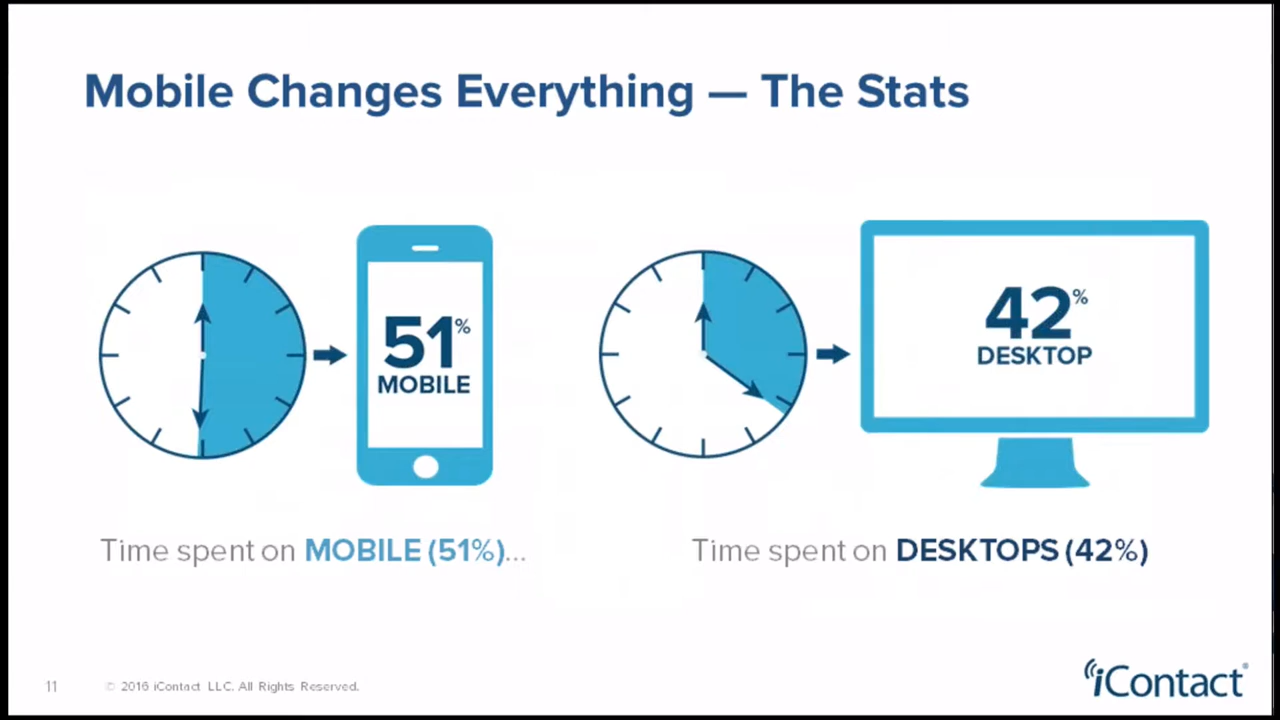 Mobile Changes Everything — The Stats
51%
MOBILE
42%
DESKTOP
Time spent on MOBILE (51%)...
Time spent on DESKTOPS (42%)
11 © 2016 iContact LLC. All Rights Reserved.
iContact®